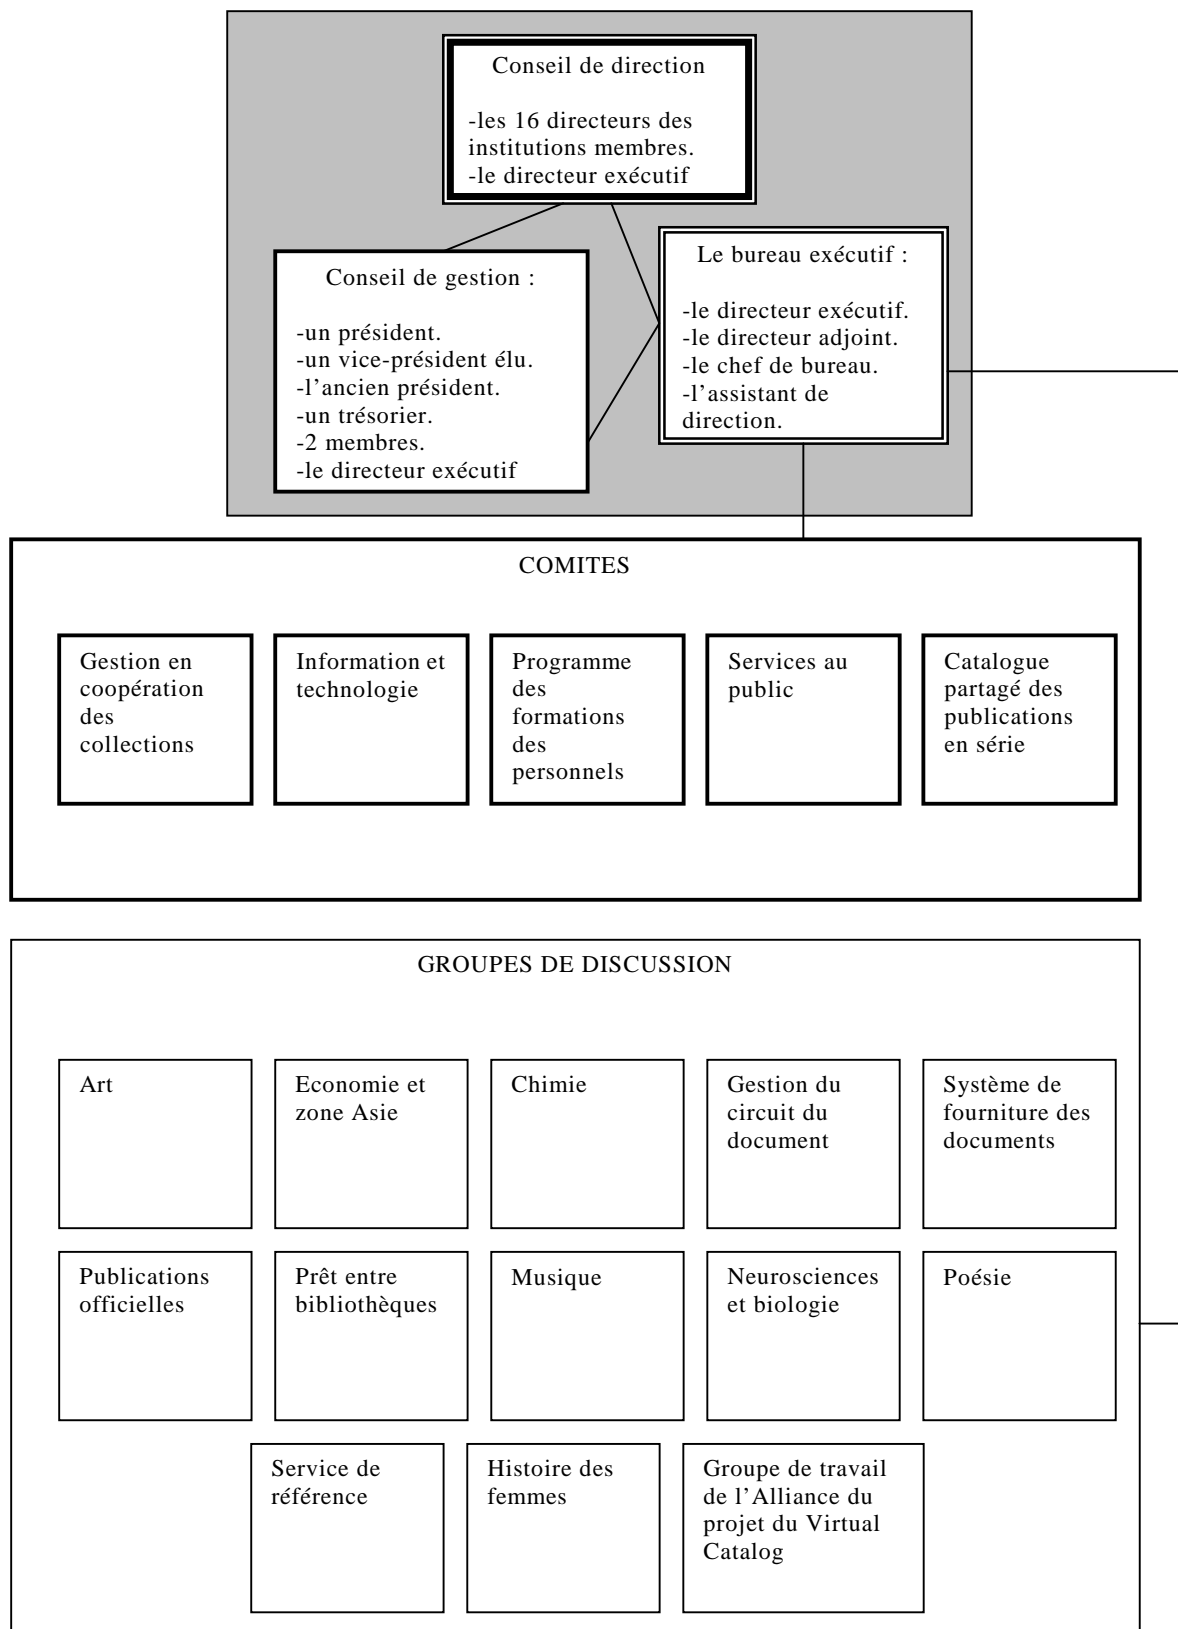 Conseil de direction
-les 16 directeurs des
institutions membres.
-le directeur exécutif
Conseil de gestion :
-un président.
-un vice-président élu.
-l’ancien président.
-un trésorier.
-2 membres.
-le directeur exécutif
Le bureau exécutif :
-le directeur exécutif.
-le directeur adjoint.
-le chef de bureau.
-l’assistant de
direction.
COMITES
Gestion en
coopération
des
collections
Information et
technologie
Programme
des
formations
des
personnels
Services au
public
Catalogue
partagé des
publications
en série
GROUPES DE DISCUSSION
Art
Economie et
zone Asie
Chimie
Gestion du
circuit du
document
Système de
fourniture des
documents
Publications
officielles
Prêt entre
bibliothèques
Musique
Neurosciences
et biologie
Poésie
Service de
référence
Histoire des
femmes
Groupe de travail
de l’Alliance du
projet du Virtual
Catalog